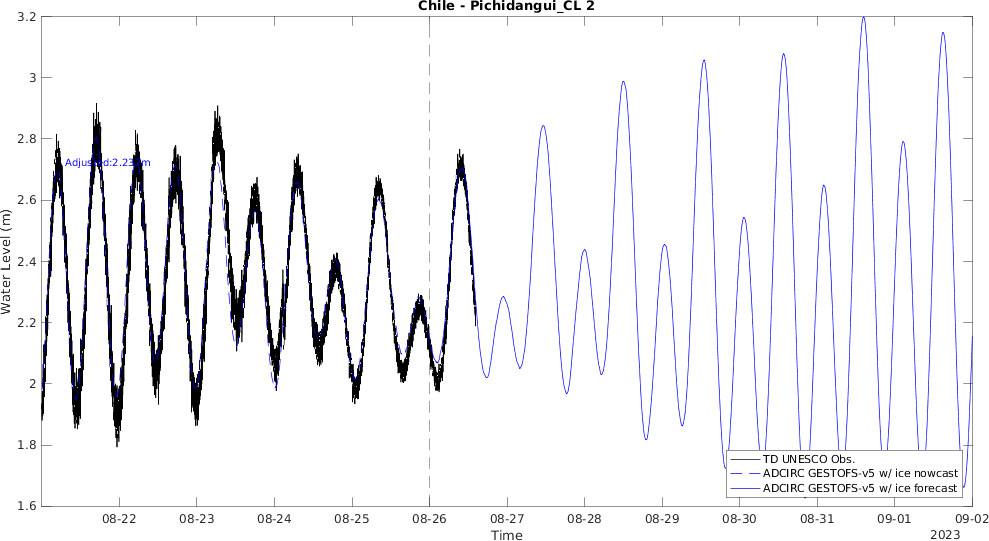 Chile - Pichidangui_CL 2
3.2
3
2.8
2.6
2.4
2.2
2
1.8
1.6
Water Level (m)
Adjusted:2.23 m
TD UNESCO Obs.
ADCIRC GESTOFS-v5 w/ ice nowcast
ADCIRC GESTOFS-v5 w/ ice forecast
08-22 08-23 08-24 08-25 08-26 08-27 08-28 08-29 08-30 08-31 09-01 09-02
Time
2023